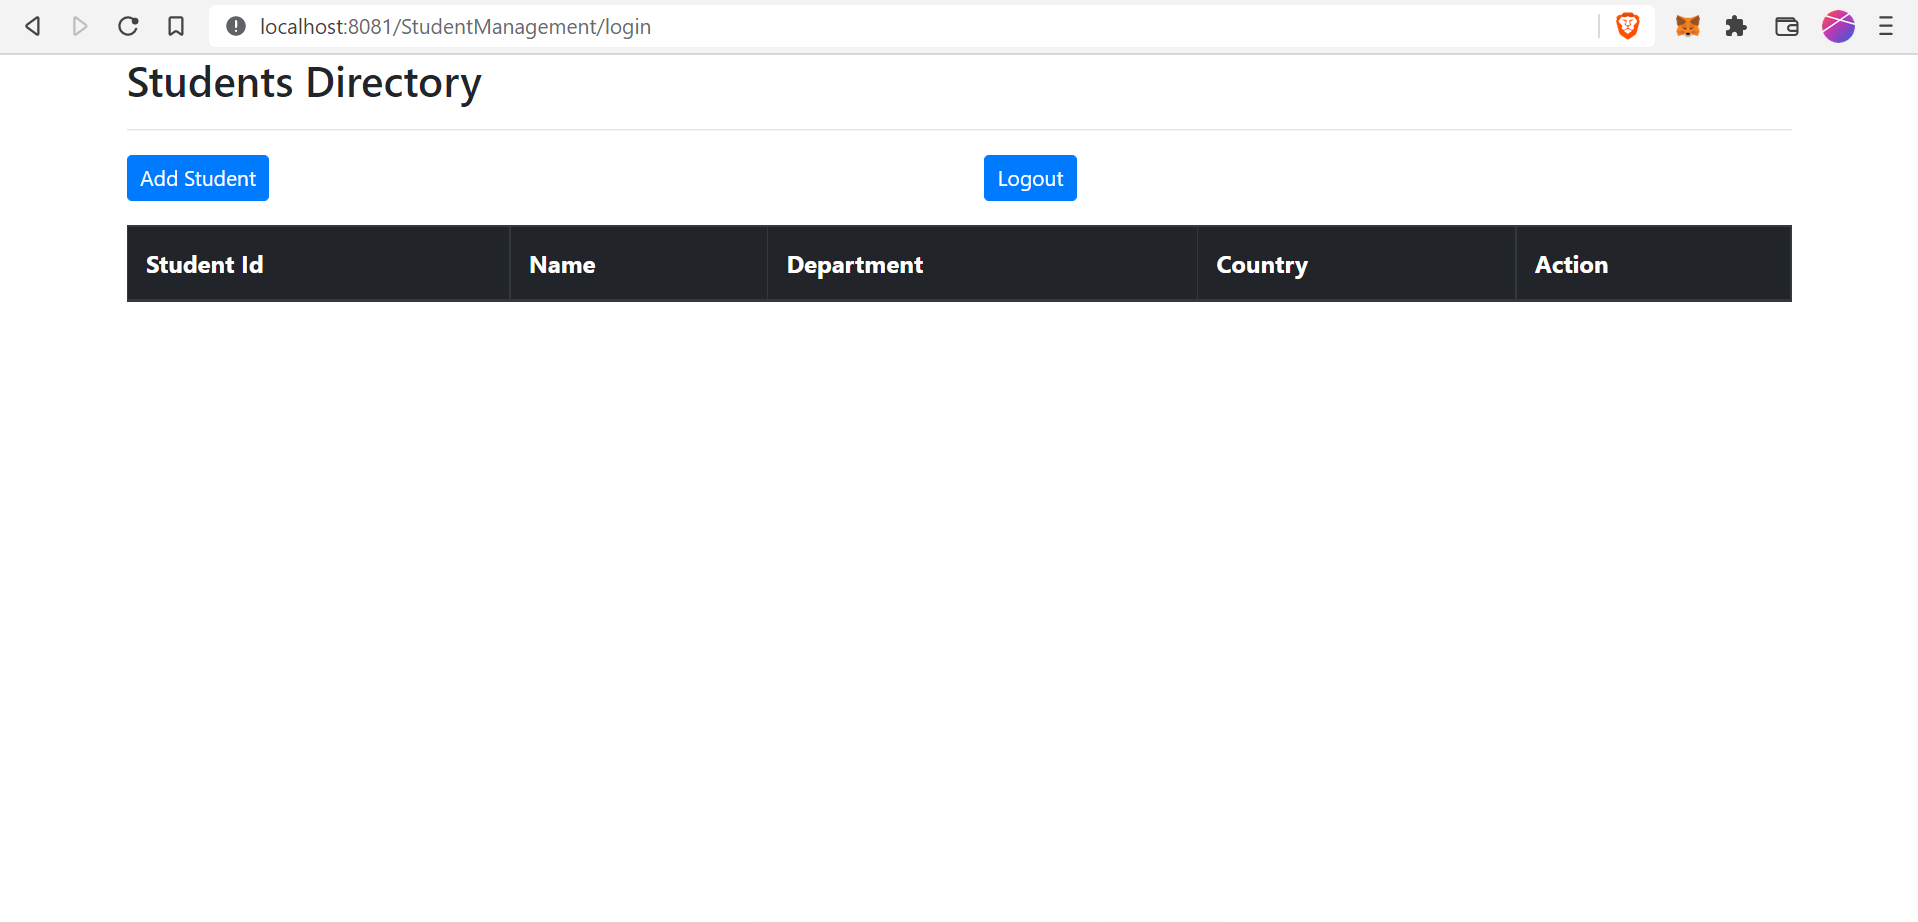 localhost:8081/StudentManagement/login
Students Directory
Add Student Logout
Student Id Name Department Country Action